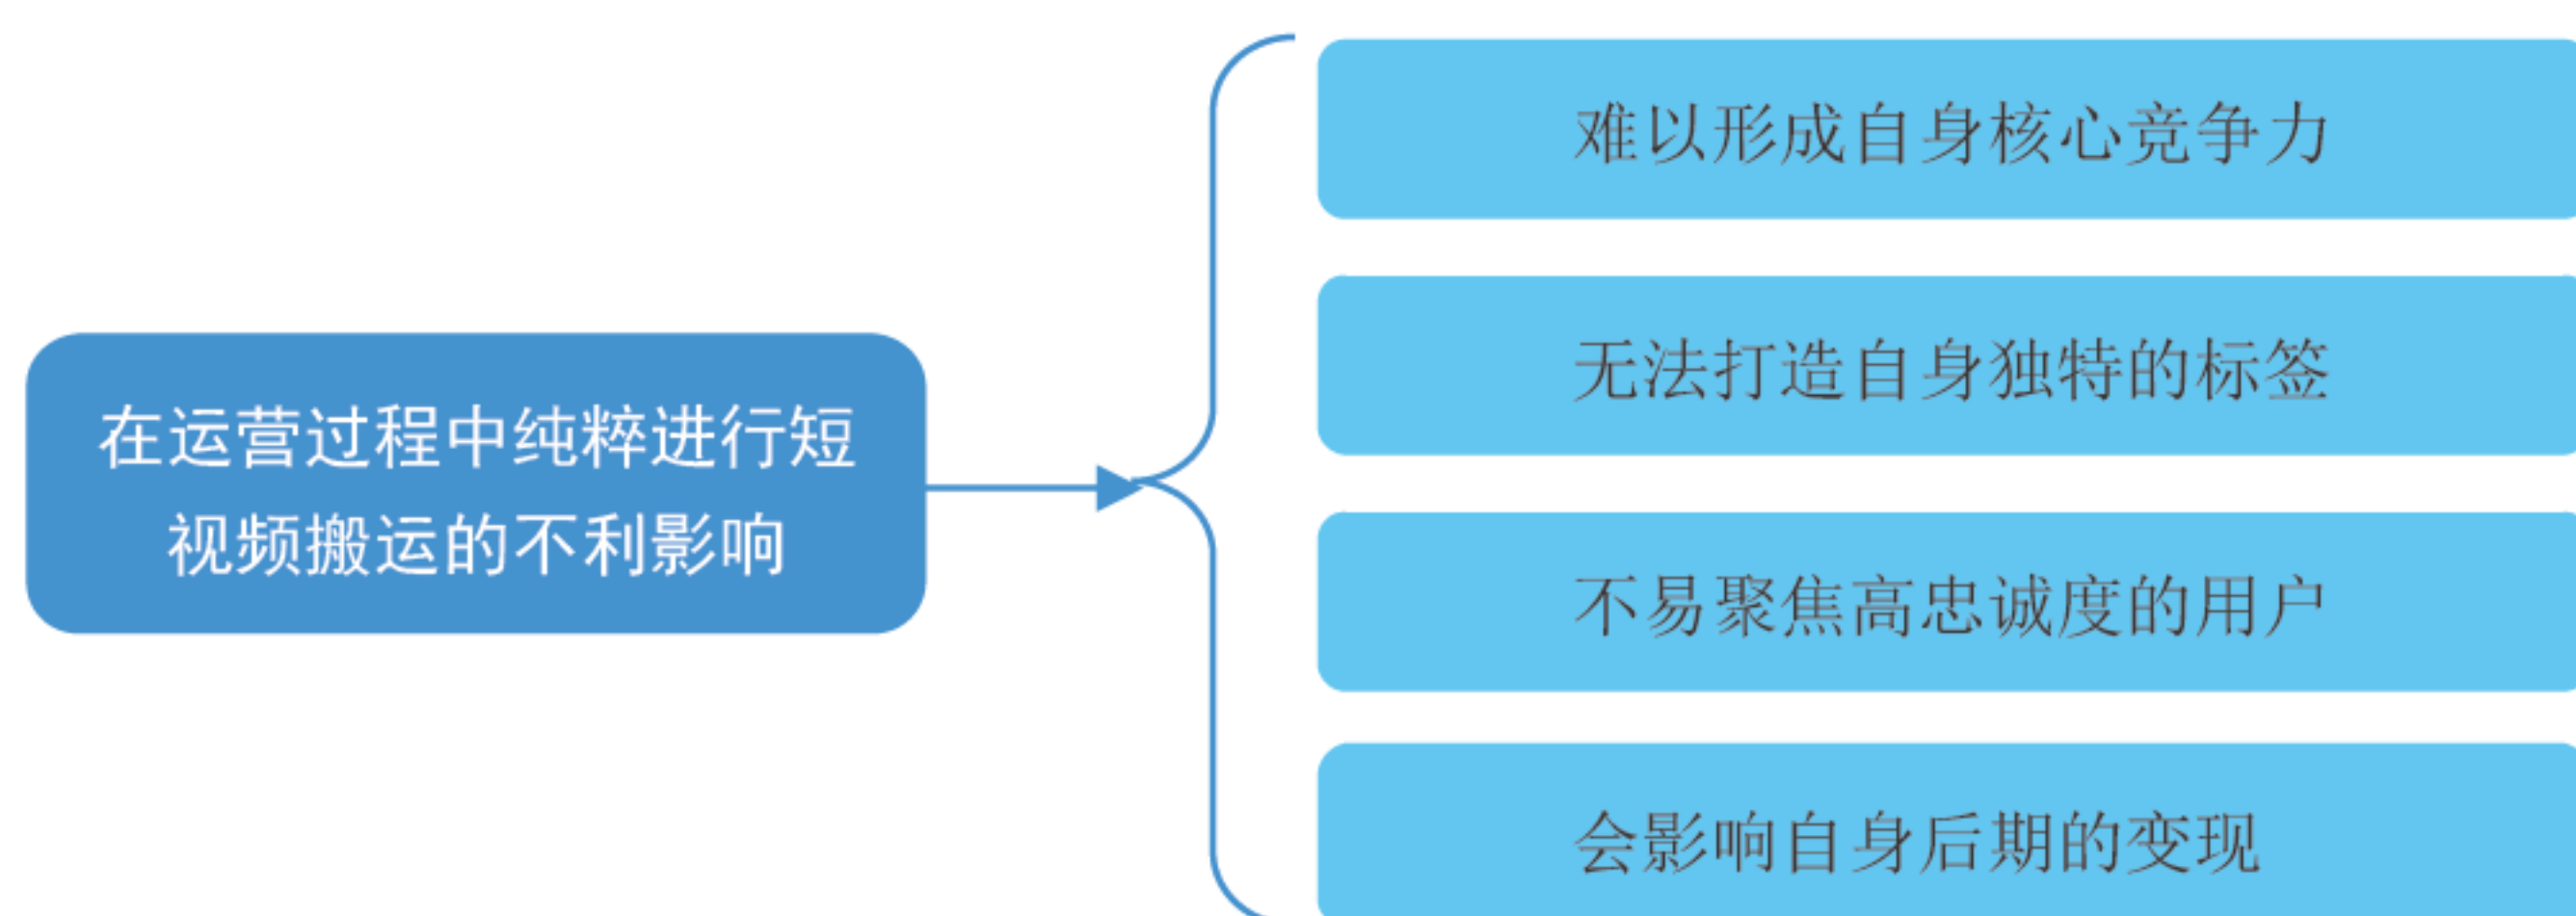 在运营过程中纯粹进行短
视频搬运的不利影响
难以形成自身核心竞争力
无法打造自身独特的标签
不易聚焦高忠诚度的用户
会影响自身后期的变现